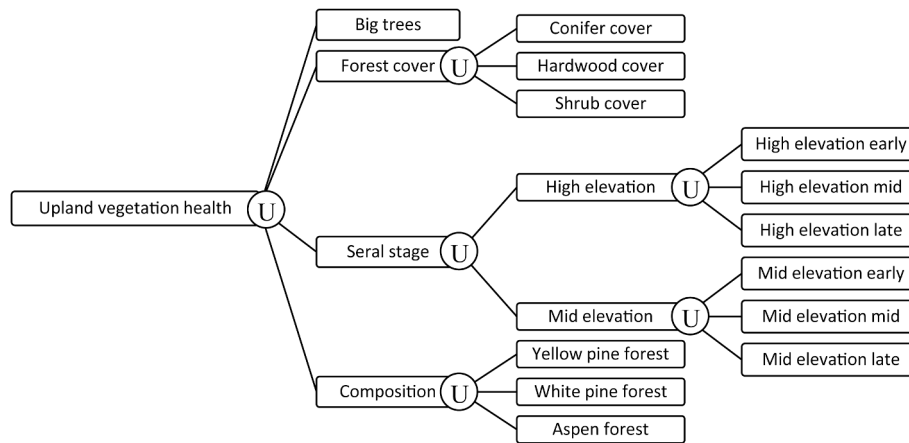 Big trees
Conifer cover
Forest cover
U
Hardwood cover
Shrub cover
High elevation early
High elevation
U
High elevation mid
Upland vegetation health
U
High elevation late
Seral stage
U
Mid elevation early
Mid elevation
U
Mid elevation mid
Yellow pine forest
Mid elevation late
Composition
U
White pine forest
Aspen forest